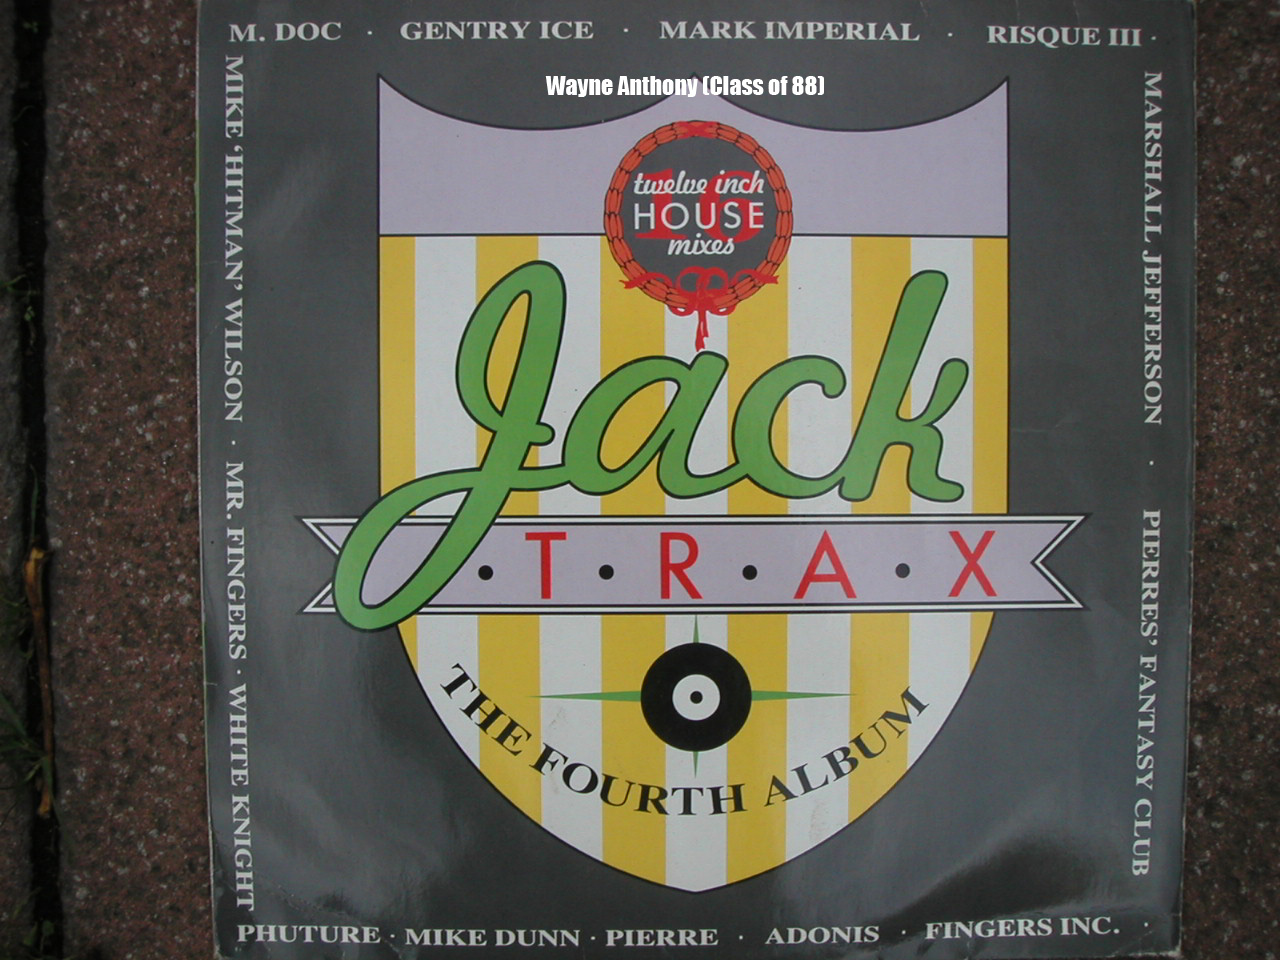 M. DOC · GENTRY ICE · MARK IMPERIAL · RISQUE III ·
Wayne Anthony (Class of 88)
MIKE 'HITMAN' WILSON · MR. FINGERS · WHITE KNIGHT
MARSHALL JEFFERSON · PIERRES' FANTASY CLUB
16
twelve inch
HOUSE
mixes
Jack
·T·R·A·X
THE FOURTH ALBUM
PHUTURE · MIKE DUNN · PIERRE · ADONIS · FINGERS INC. ·